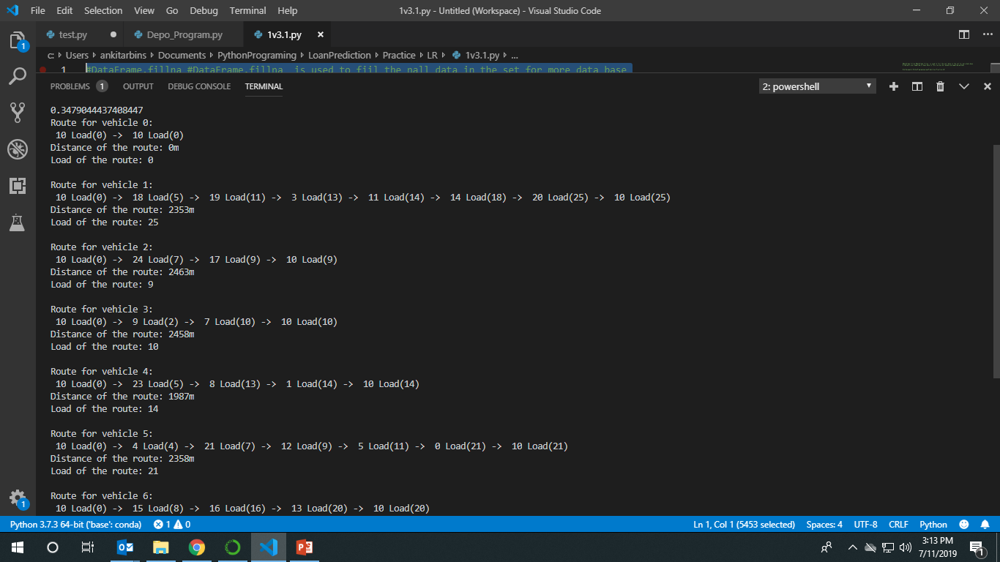 File Edit Selection View Go Debug Terminal Help 1v3.1.py - Untitled (Workspace) - Visual Studio Code
test.py Depo_Program.py 1v3.1.py
c: Users ankitarbins Documents PythonPrograming LoanPrediction Practice LR 1v3.1.py ...
1 #DataFrame.fillna #DataFrame.fillna is used to fiil the nall data in the set for more data base
PROBLEMS 1 OUTPUT DEBUG CONSOLE TERMINAL 2: powershell
0.3479044437408447
Route for vehicle 0:
10 Load(0) -> 10 Load(0)
Distance of the route: 0m
Load of the route: 0
Route for vehicle 1:
10 Load(0) -> 18 Load(5) -> 19 Load(11) -> 3 Load(13) -> 11 Load(14) -> 14 Load(18) -> 20 Load(25) -> 10 Load(25)
Distance of the route: 2353m
Load of the route: 25
Route for vehicle 2:
10 Load(0) -> 24 Load(7) -> 17 Load(9) -> 10 Load(9)
Distance of the route: 2463m
Load of the route: 9
Route for vehicle 3:
10 Load(0) -> 9 Load(2) -> 7 Load(10) -> 10 Load(10)
Distance of the route: 2458m
Load of the route: 10
Route for vehicle 4:
10 Load(0) -> 23 Load(5) -> 8 Load(13) -> 1 Load(14) -> 10 Load(14)
Distance of the route: 1987m
Load of the route: 14
Route for vehicle 5:
10 Load(0) -> 4 Load(4) -> 21 Load(7) -> 12 Load(9) -> 5 Load(11) -> 0 Load(21) -> 10 Load(21)
Distance of the route: 2358m
Load of the route: 21
Route for vehicle 6:
10 Load(0) -> 15 Load(8) -> 16 Load(16) -> 13 Load(20) -> 10 Load(20)
Python 3.7.3 64-bit ('base': conda) 1 0 Ln 1, Col 1 (5453 selected) Spaces: 4 UTF-8 CRLF Python
3:13 PM
7/11/2019